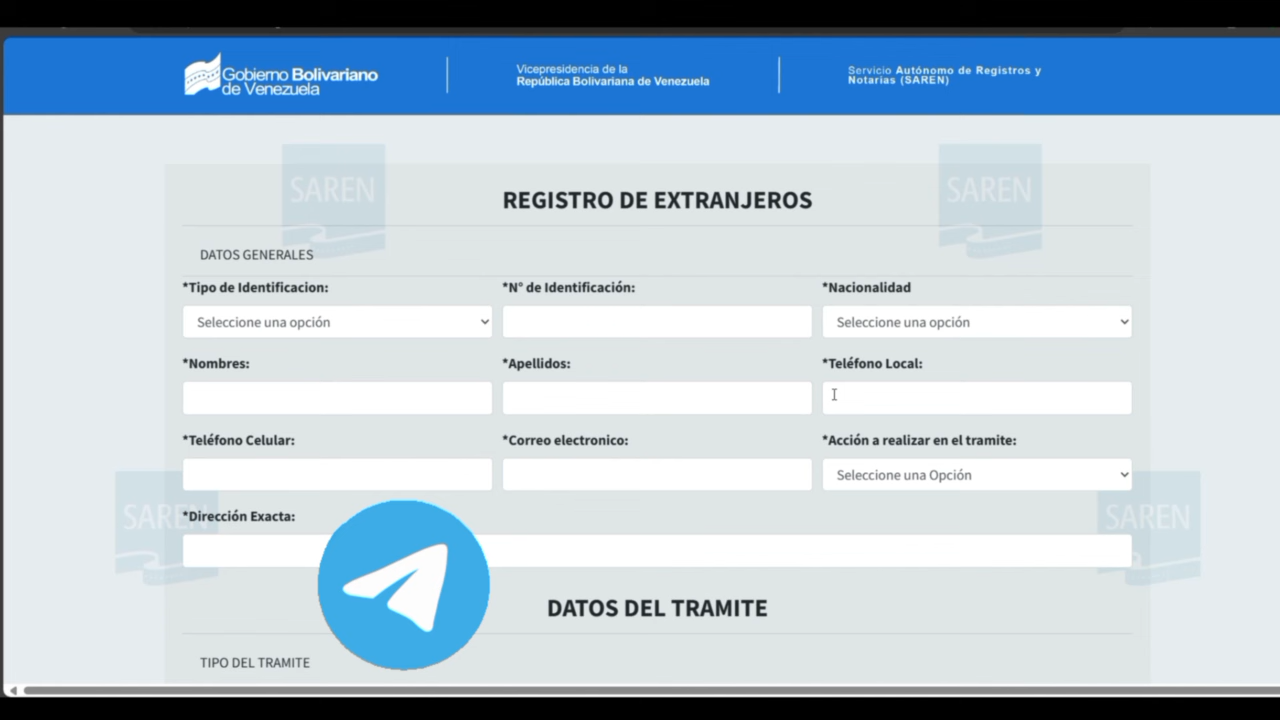 Gobierno Bolivariano
de Venezuela
Vicepresidencia de la
República Bolivariana de Venezuela
Servicio Autónomo de Registros y
Notarías (SAREN)
SAREN
SAREN
REGISTRO DE EXTRANJEROS
DATOS GENERALES
*Tipo de Identificacion:
*N° de Identificación:
*Nacionalidad
Seleccione una opción
Seleccione una opción
*Nombres:
*Apellidos:
*Teléfono Local:
*Teléfono Celular:
*Correo electronico:
*Acción a realizar en el tramite:
Seleccione una Opción
SAREN
SAREN
*Dirección Exacta:
DATOS DEL TRAMITE
TIPO DEL TRAMITE